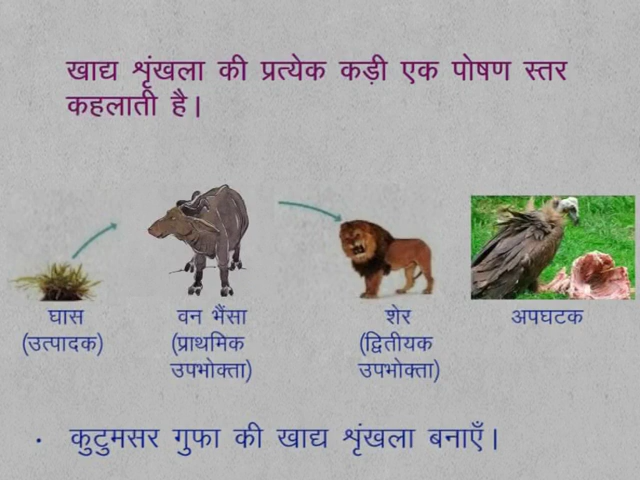 खाद्य शृंखला की प्रत्येक कड़ी एक पोषण स्तर
कहलाती है।
घास
(उत्पादक)
वन भैंसा
(प्राथमिक
उपभोक्ता)
शेर
(द्वितीयक
उपभोक्ता)
अपघटक
• कुटुमसर गुफा की खाद्य शृंखला बनाएँ।